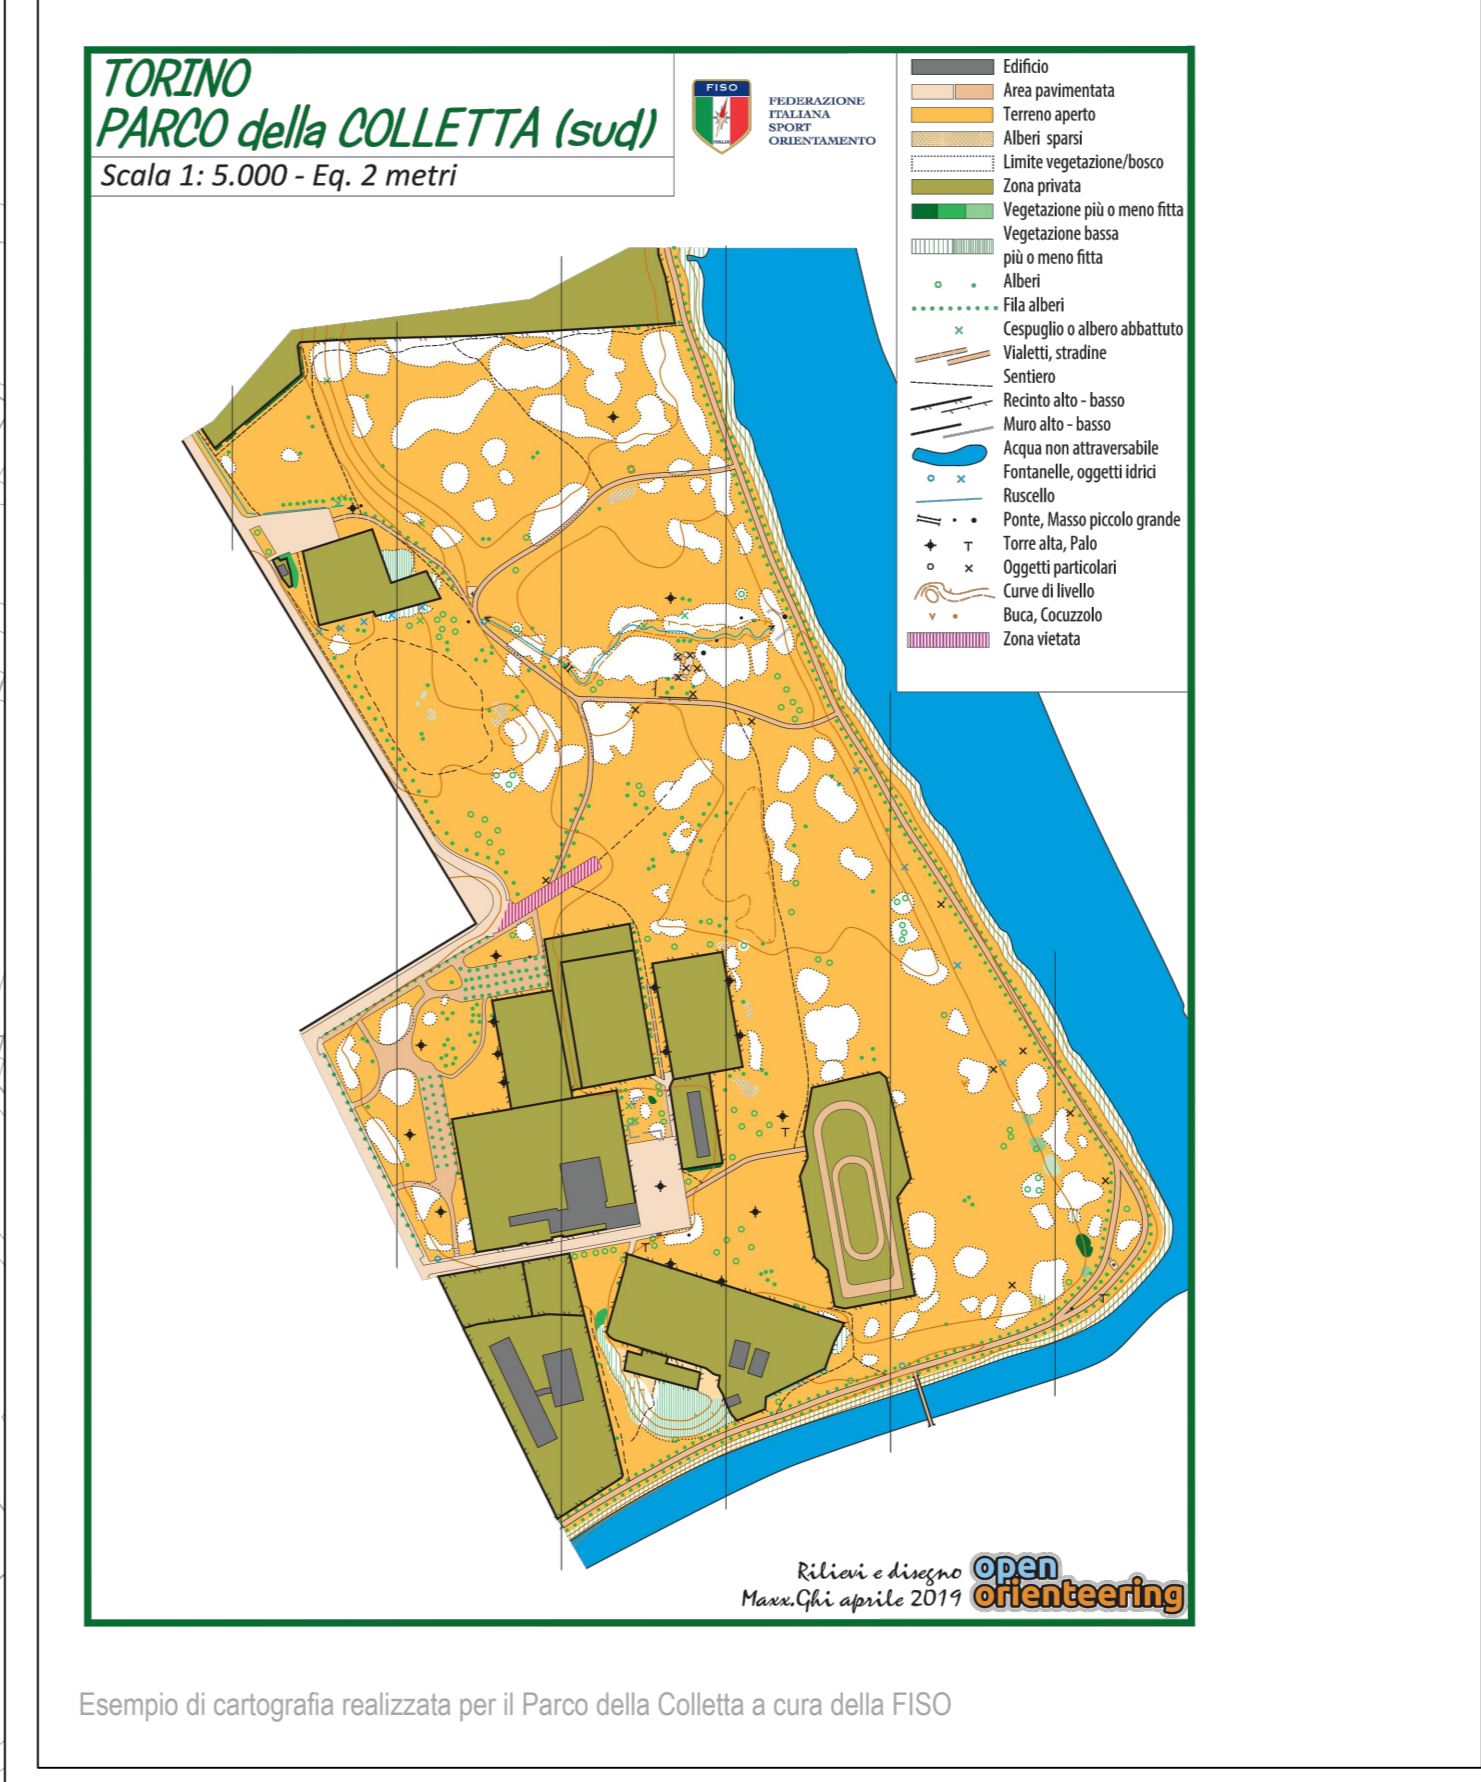 TORINO
PARCO della COLLETTA (sud)
Scala 1: 5.000 - Eq. 2 metri
FISO
ITALIA
FEDERAZIONE
ITALIANA
SPORT
ORIENTAMENTO
Edificio
Area pavimentata
Terreno aperto
Alberi sparsi
Limite vegetazione/bosco
Zona privata
Vegetazione più o meno fitta
Vegetazione bassa
più o meno fitta
Alberi
Fila alberi
Cespuglio o albero abbattuto
Vialetti, stradine
Sentiero
Recinto alto - basso
Muro alto - basso
Acqua non attraversabile
Fontanelle, oggetti idrici
Ruscello
Ponte, Masso piccolo grande
Torre alta, Palo
Oggetti particolari
Curve di livello
Buca, Cocuzzolo
Zona vietata
Rilievi e disegno
Maxx.Ghi aprile 2019
open
orienteering
Esempio di cartografia realizzata per il Parco della Colletta a cura della FISO